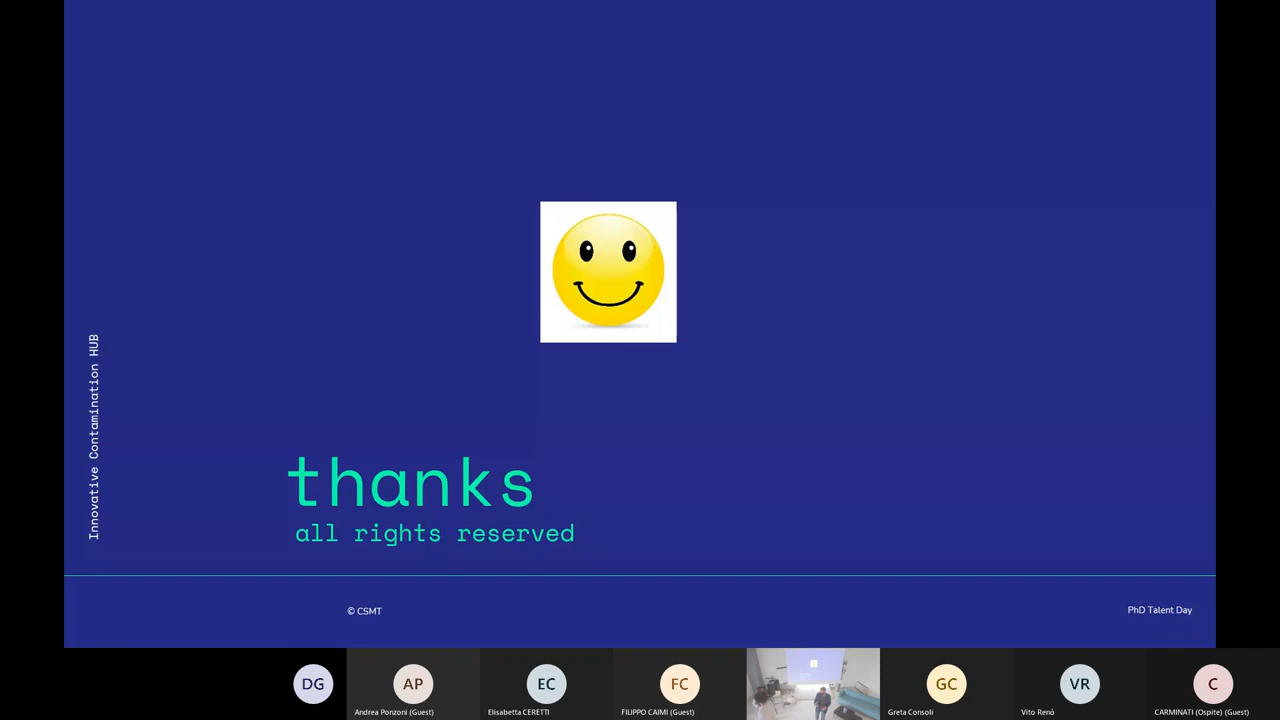 Innovative Contamination HUB
thanks
all rights reserved
© CSMT
PhD Talent Day
DG
AP
EC
FC
GC
VR
C
Andrea Ponzoni (Guest)
Elisabetta CERETTI
FILIPPO CAIMI (Guest)
Greta Consoli
Vito Renò
CARMINATI (Ospite) (Guest)